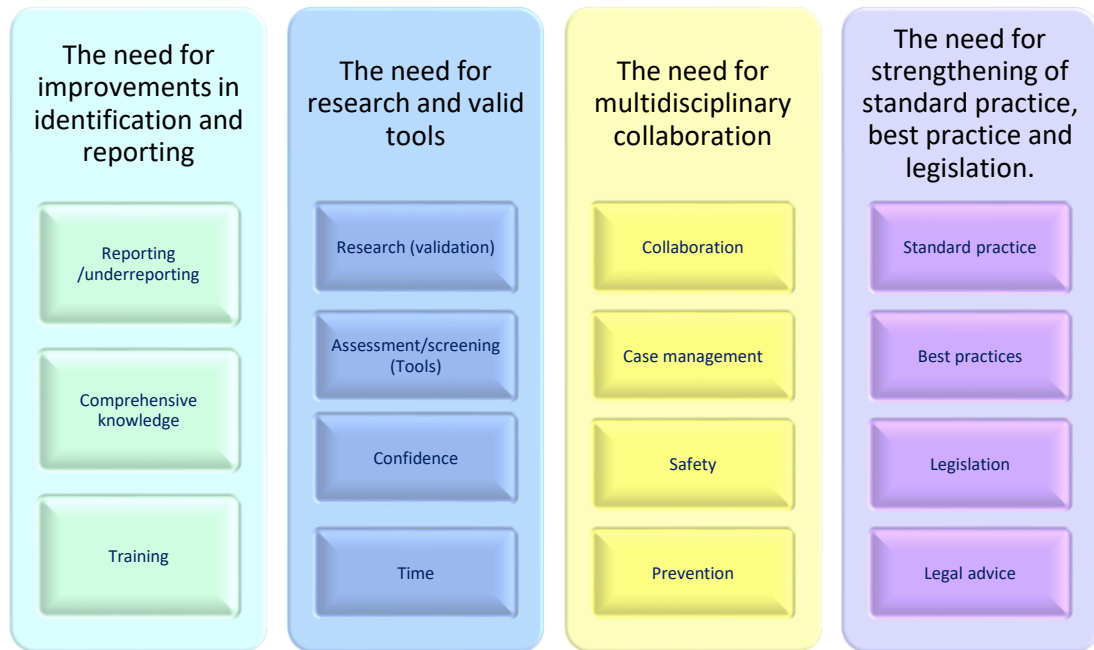 The need for
improvements in
identification and
reporting
Reporting
/underreporting
Comprehensive
knowledge
Training
The need for
research and valid
tools
Research (validation)
Assessment/screening
(Tools)
Confidence
Time
The need for
multidisciplinary
collaboration
Collaboration
Case management
Safety
Prevention
The need for
strengthening of
standard practice,
best practice and
legislation.
Standard practice
Best practices
Legislation
Legal advice